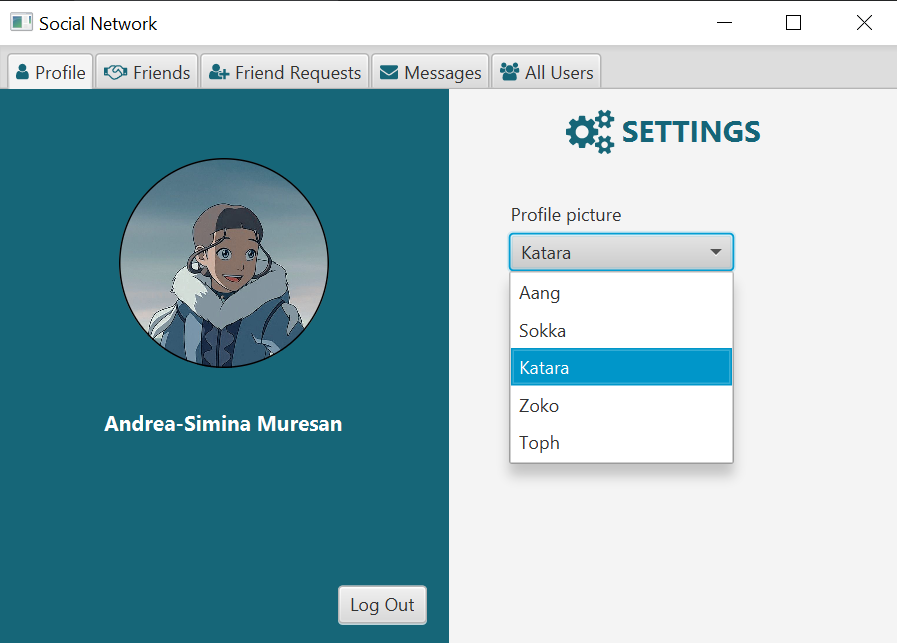 Social Network
Profile Friends Friend Requests Messages All Users
SETTINGS
Profile picture
Katara
Aang
Sokka
Katara
Zoko
Toph
Andrea-Simina Muresan
Log Out